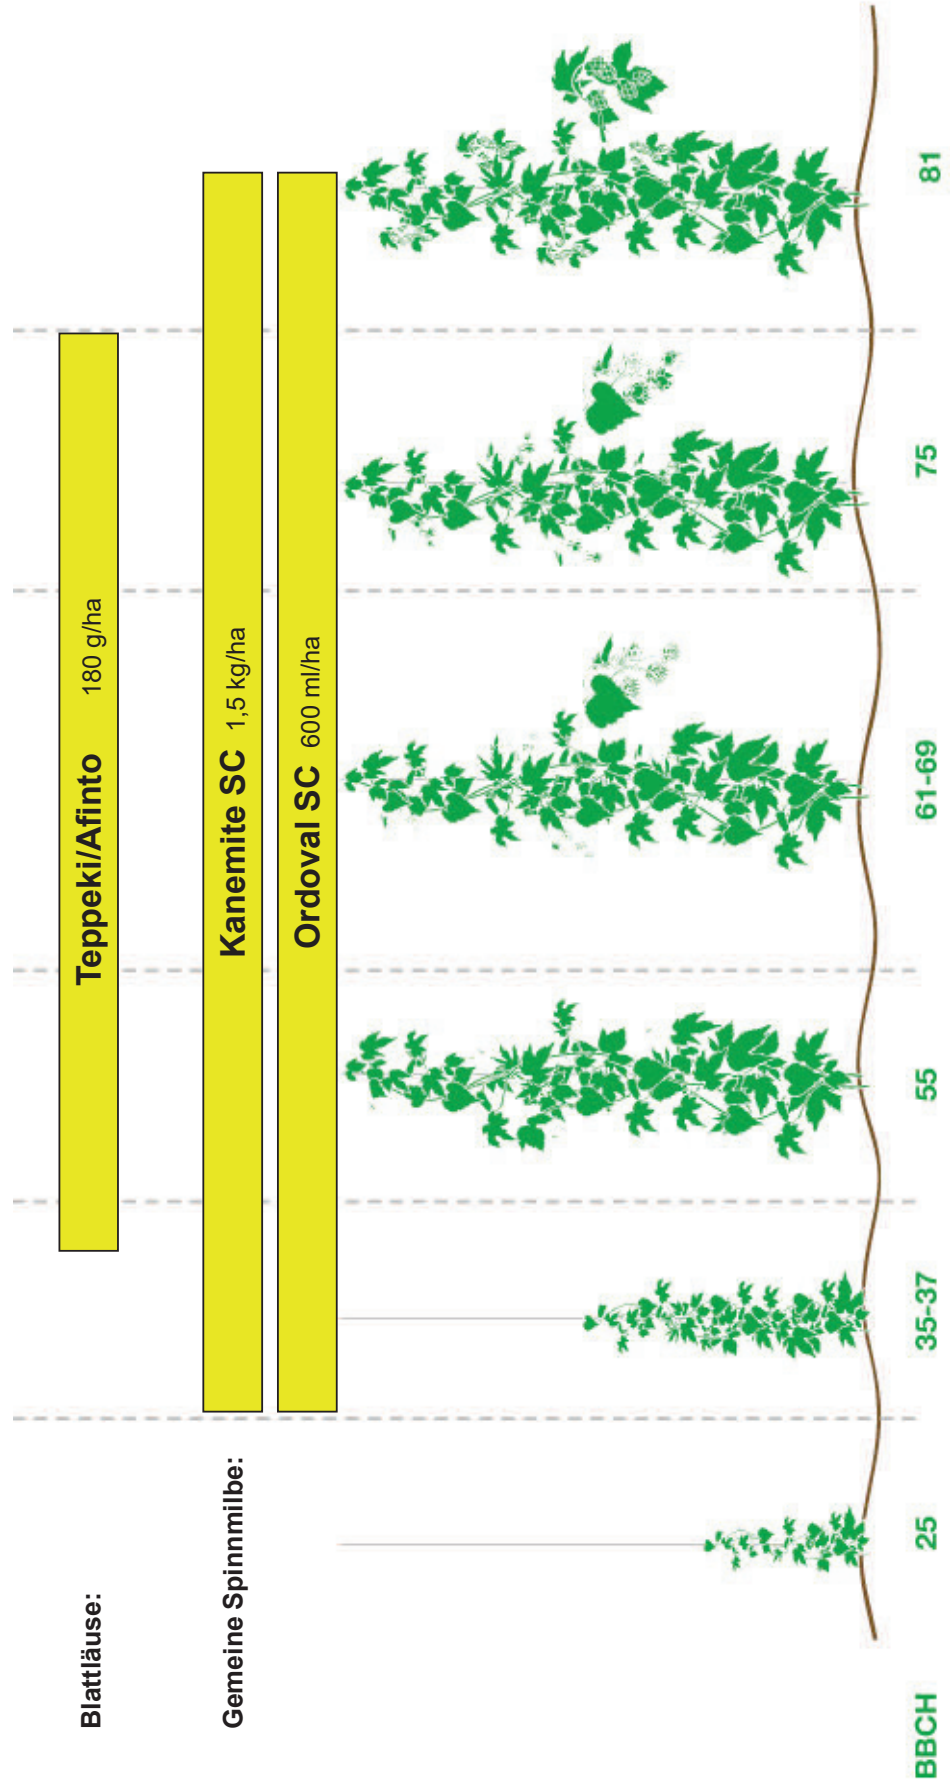 Blattläuse:
Teppeki/Afinto 180 g/ha
Gemeine Spinnmilbe:
Kanemite SC 1,5 kg/ha
Ordoval SC 600 ml/ha
BBCH 25 35-37 55 61-69 75 81